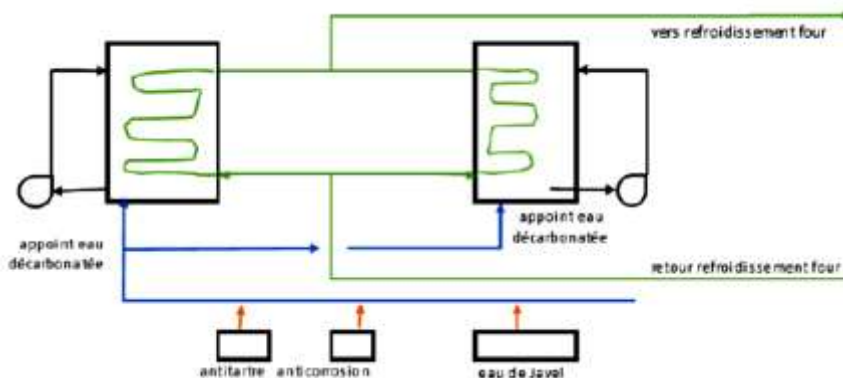 vers refroidissement four
appoint eau
décarbonatée
appoint eau
décarbonatée
retour refroidissement four
antitartre anticorrosion
eau de Javel